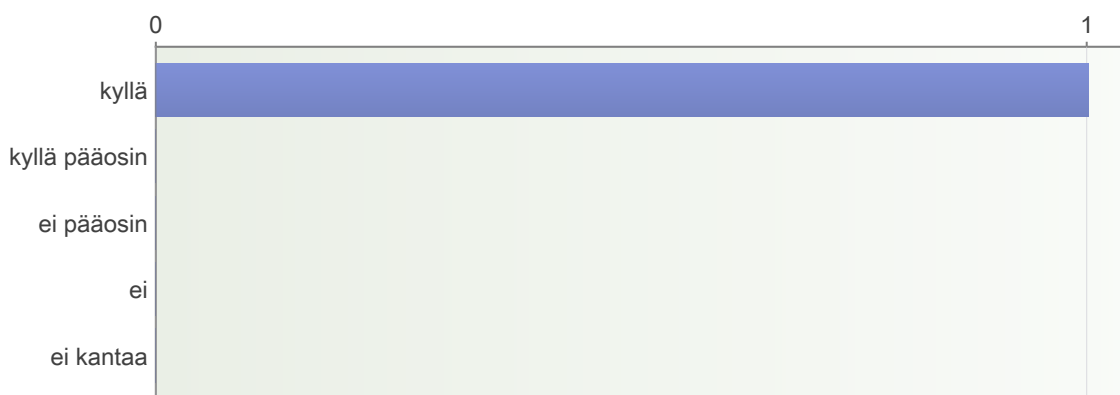 0 1
kyllä
kyllä pääosin
ei pääosin
ei
ei kantaa